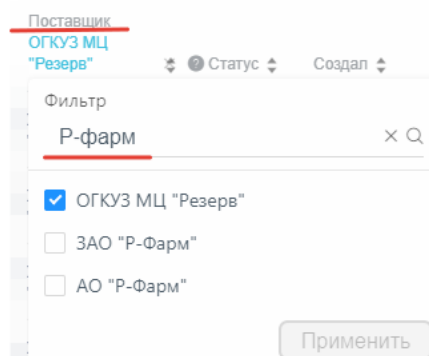 Поставщик
ОГКУЗ МЦ
"Резерв" ? Статус Создал
Фильтр
Р-фарм
ОГКУЗ МЦ "Резерв"
ЗАО "Р-Фарм"
АО "Р-Фарм"
Применить